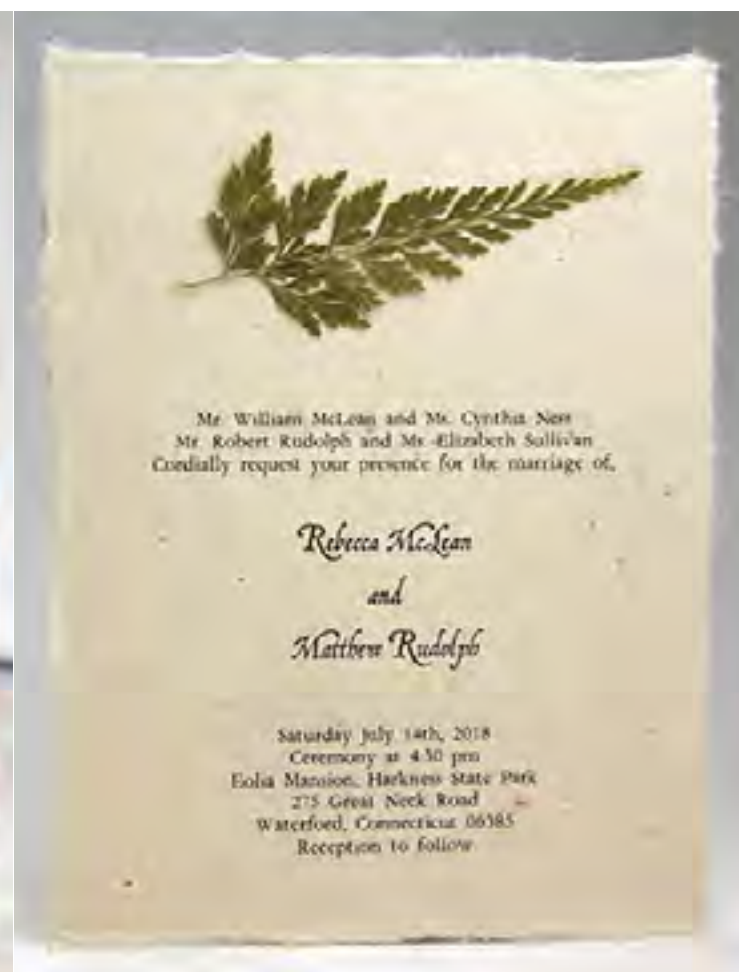 Mr. William McLean and Ms. Cynthia Ness
Mr. Robert Rudolph and Ms. Elizabeth Sullivan
Cordially request your presence for the marriage of,
Rebecca McLean
and
Matthew Rudolph
Saturday July 14th, 2018
Ceremony at 4:30 pm
Eolia Mansion, Harkness State Park
275 Great Neck Road
Waterford, Connecticut 06385
Reception to follow